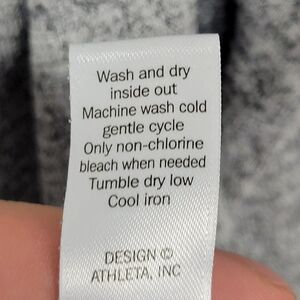 Wash and dry
inside out
Machine wash cold
gentle cycle
Only non-chlorine
bleach when needed
Tumble dry low
Cool iron
DESIGN ©
ATHLETA, INC